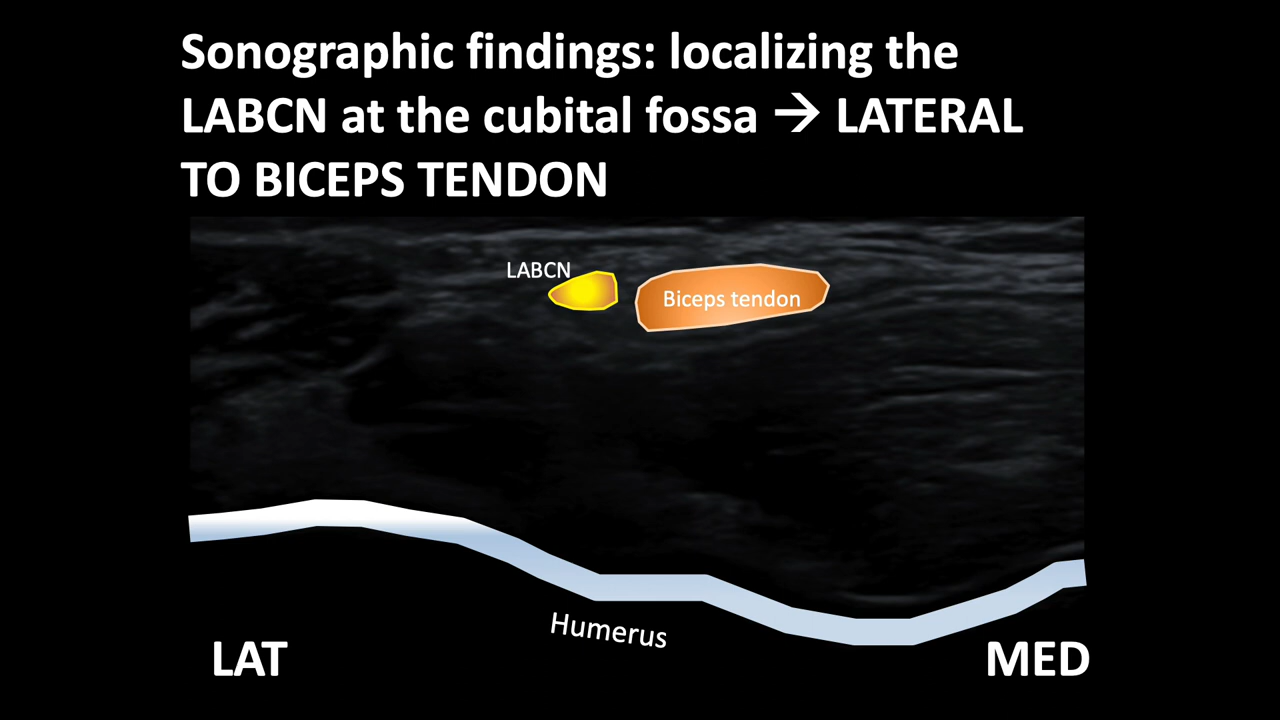 Sonographic findings: localizing the
LABCN at the cubital fossa → LATERAL
TO BICEPS TENDON
LABCN
Biceps tendon
Humerus
LAT
MED